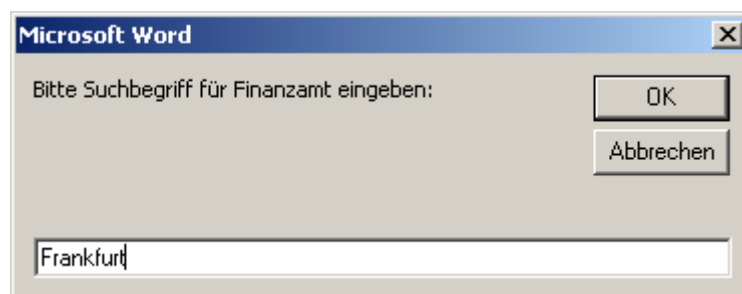 Microsoft Word
Bitte Suchbegriff für Finanzamt eingeben:
OK
Abbrechen
Frankfurt